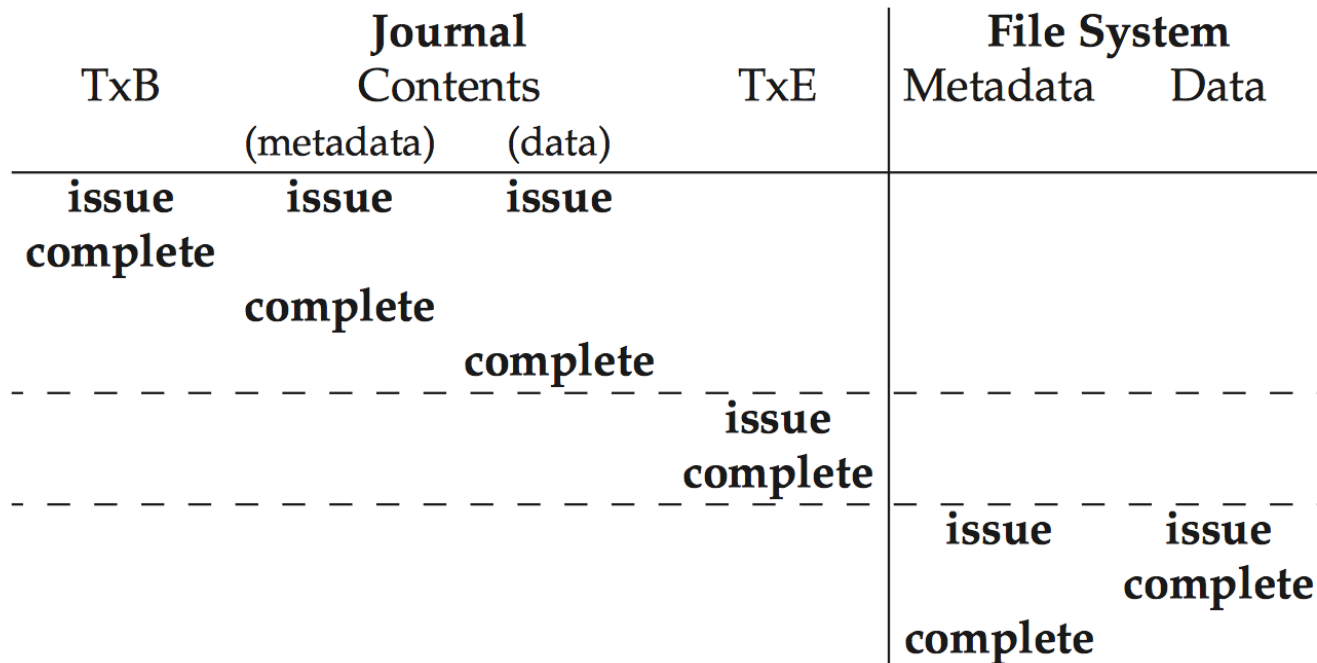 Journal File System
TxB Contents TxE Metadata Data
(metadata) (data)
issue issue issue
complete
complete
complete
issue
complete
issue issue
complete
complete